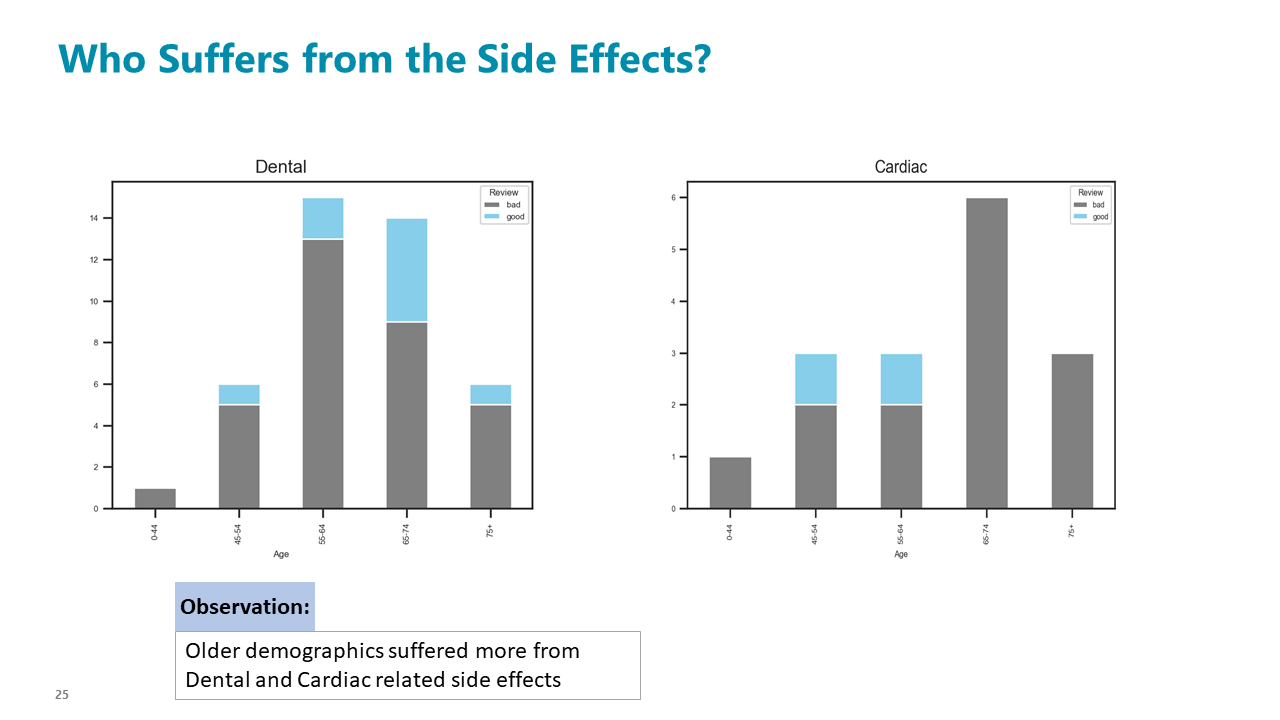 Who Suffers from the Side Effects?
Dental
Review
bad
good
14
12
10
8
6
4
2
0
0-44
45-54
55-64
65-74
75+
Age
Cardiac
Review
bad
good
6
5
4
3
2
1
0
0-44
45-54
55-64
65-74
75+
Age
Observation:
Older demographics suffered more from
Dental and Cardiac related side effects
25